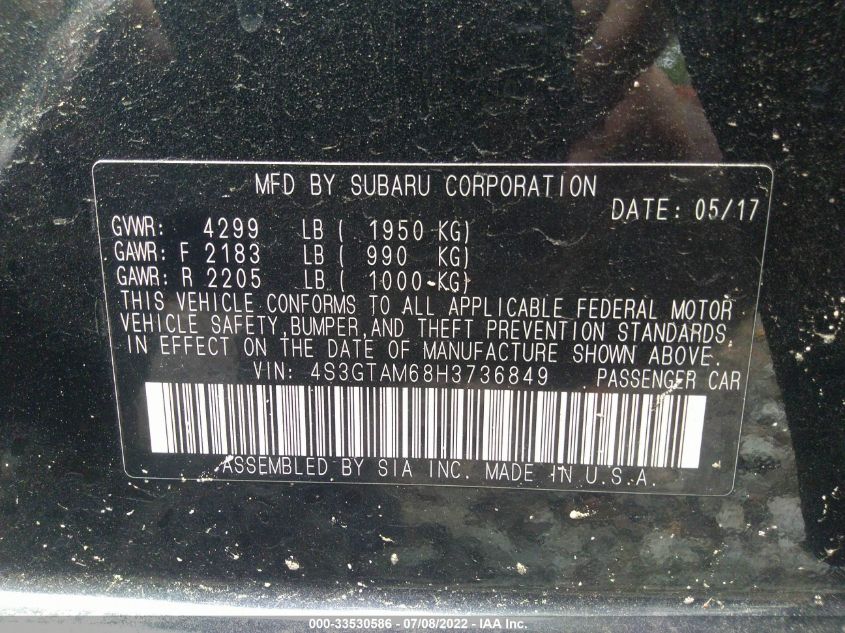 MFD BY SUBARU CORPORATION
DATE: 05/17
GVWR: 4299 LB ( 1950 KG)
GAWR: F 2183 LB ( 990 KG)
GAWR: R 2205 LB ( 1000 KG)
THIS VEHICLE CONFORMS TO ALL APPLICABLE FEDERAL MOTOR
VEHICLE SAFETY, BUMPER, AND THEFT PREVENTION STANDARDS
IN EFFECT ON THE DATE OF MANUFACTURE SHOWN ABOVE.
VIN: 4S3GTAM68H3736849 PASSENGER CAR
ASSEMBLED BY SIA INC. MADE IN U.S.A.
000-33530586 - 07/08/2022 - IAA Inc.